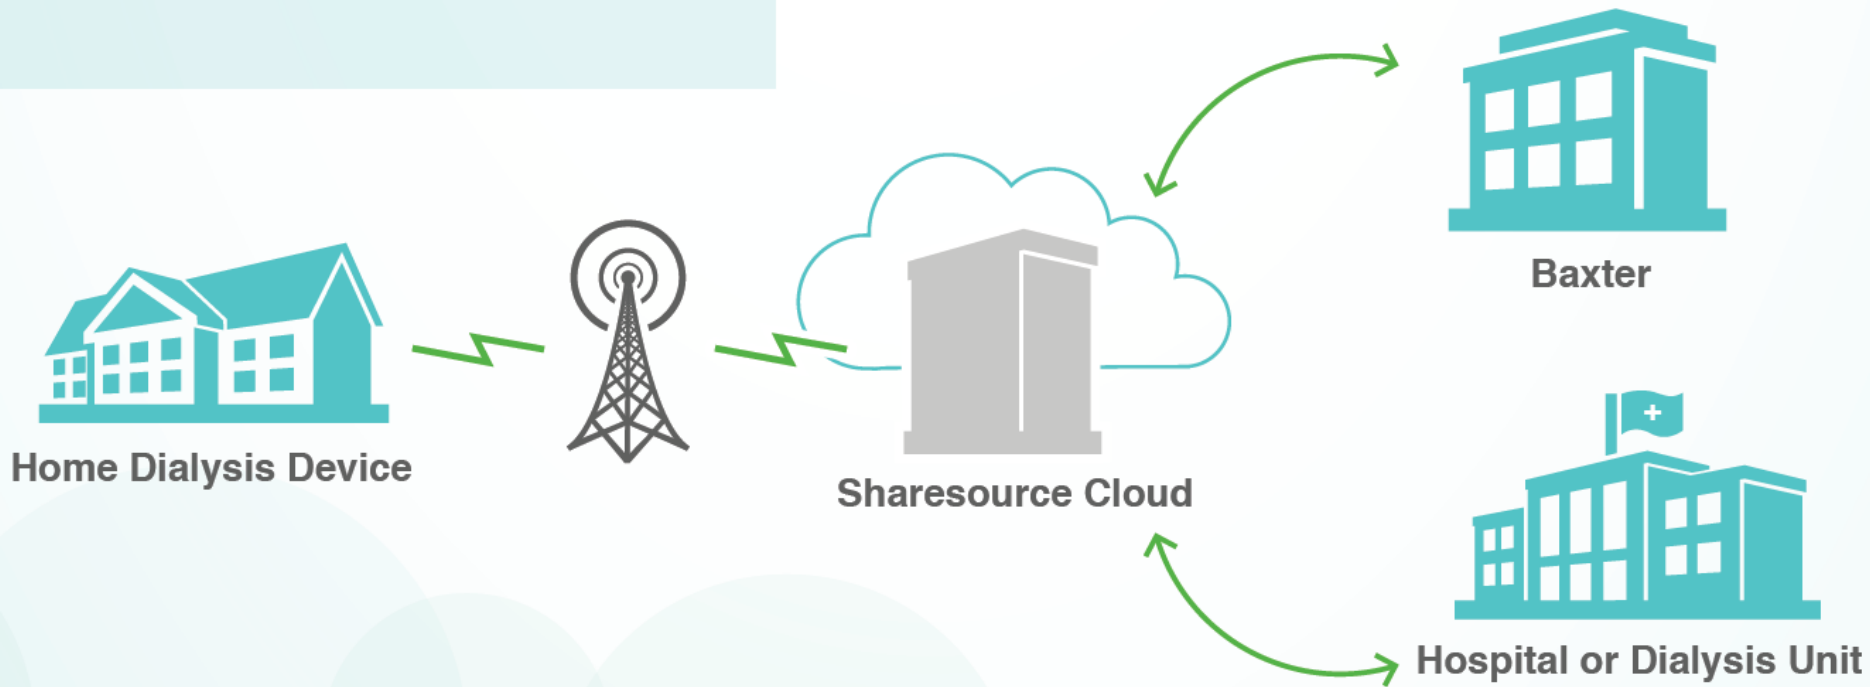 Home Dialysis Device
Sharesource Cloud
Baxter
Hospital or Dialysis Unit